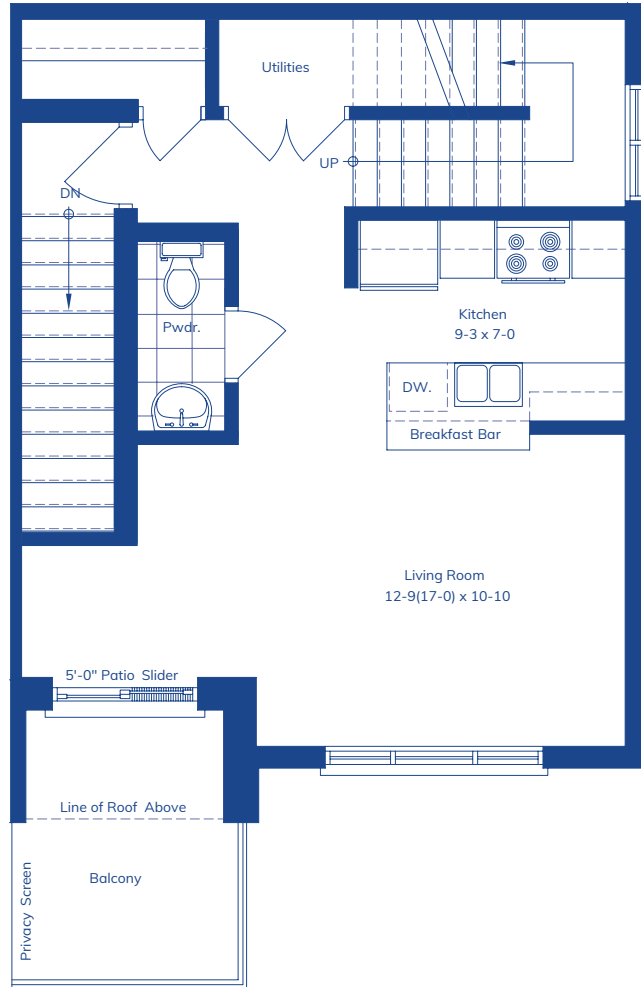 Utilities
UP
DN
Kitchen
9-3 x 7-0
Pwdr.
DW.
Breakfast Bar
Living Room
12-9(17-0) x 10-10
5'-0" Patio Slider
Line of Roof Above
Balcony
Privacy Screen